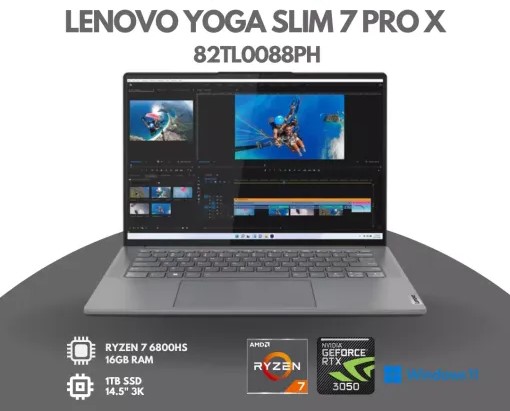 LENOVO YOGA SLIM 7 PRO X
82TL0088PH
RYZEN 7 6800HS
16GB RAM
1TB SSD
14.5" 3K
AMD
RYZEN
7
NVIDIA
GEFORCE
RTX
3050
Windows 11
Lenovo